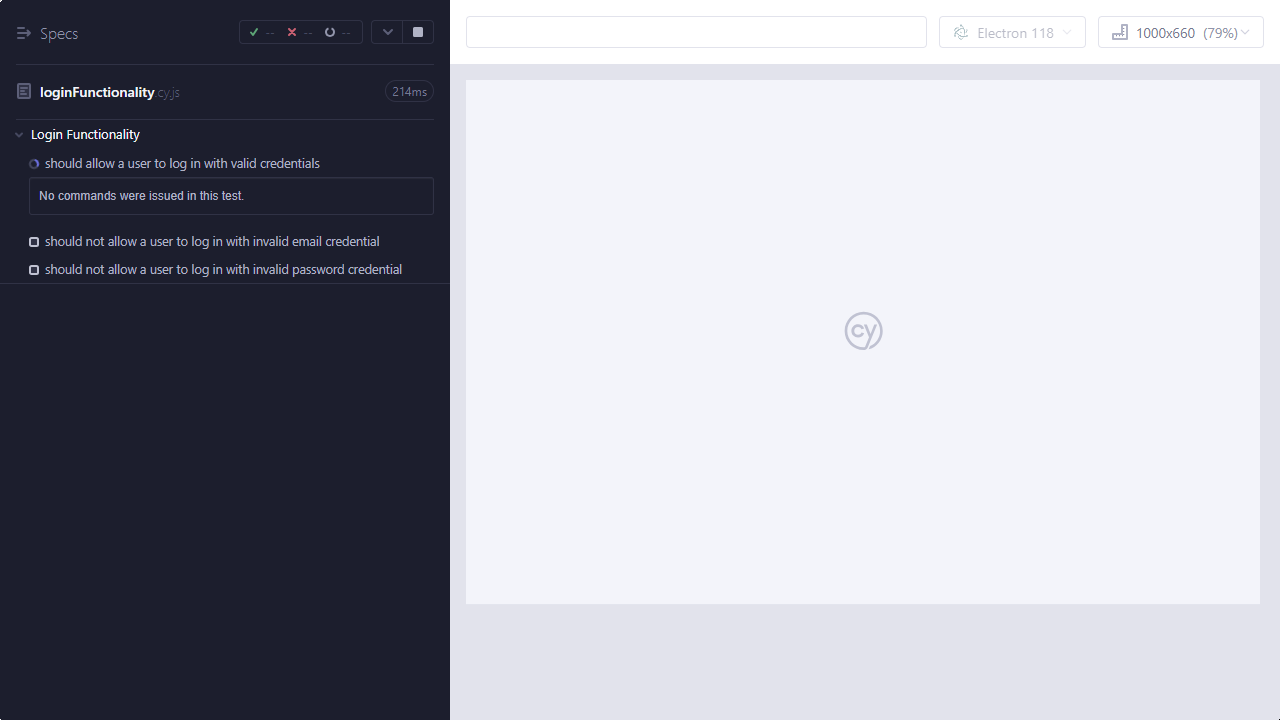 Specs
-- -- --
Electron 118
1000x660 (79%)
loginFunctionality.cy.js
214ms
Login Functionality
should allow a user to log in with valid credentials
No commands were issued in this test.
should not allow a user to log in with invalid email credential
should not allow a user to log in with invalid password credential
cy